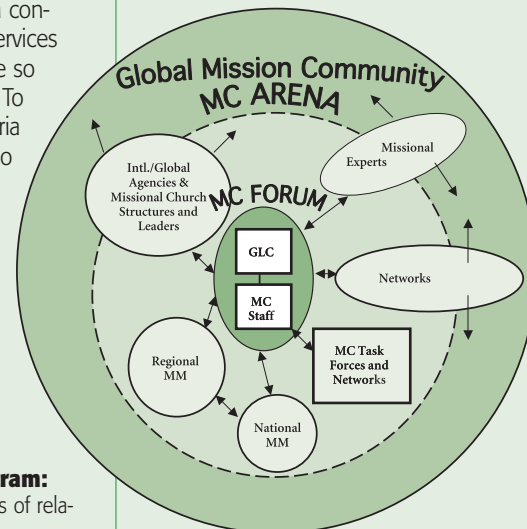 con-
ervices
e so
To
ria
o
ram:
s of rela-
Global Mission Community
MC ARENA
Intl./Global
Agencies &
Missional Church
Structures and
Leaders
Missional
Experts
MC FORUM
GLC
MC
Staff
Networks
Regional
MM
MC Task
Forces and
Networks
National
MM